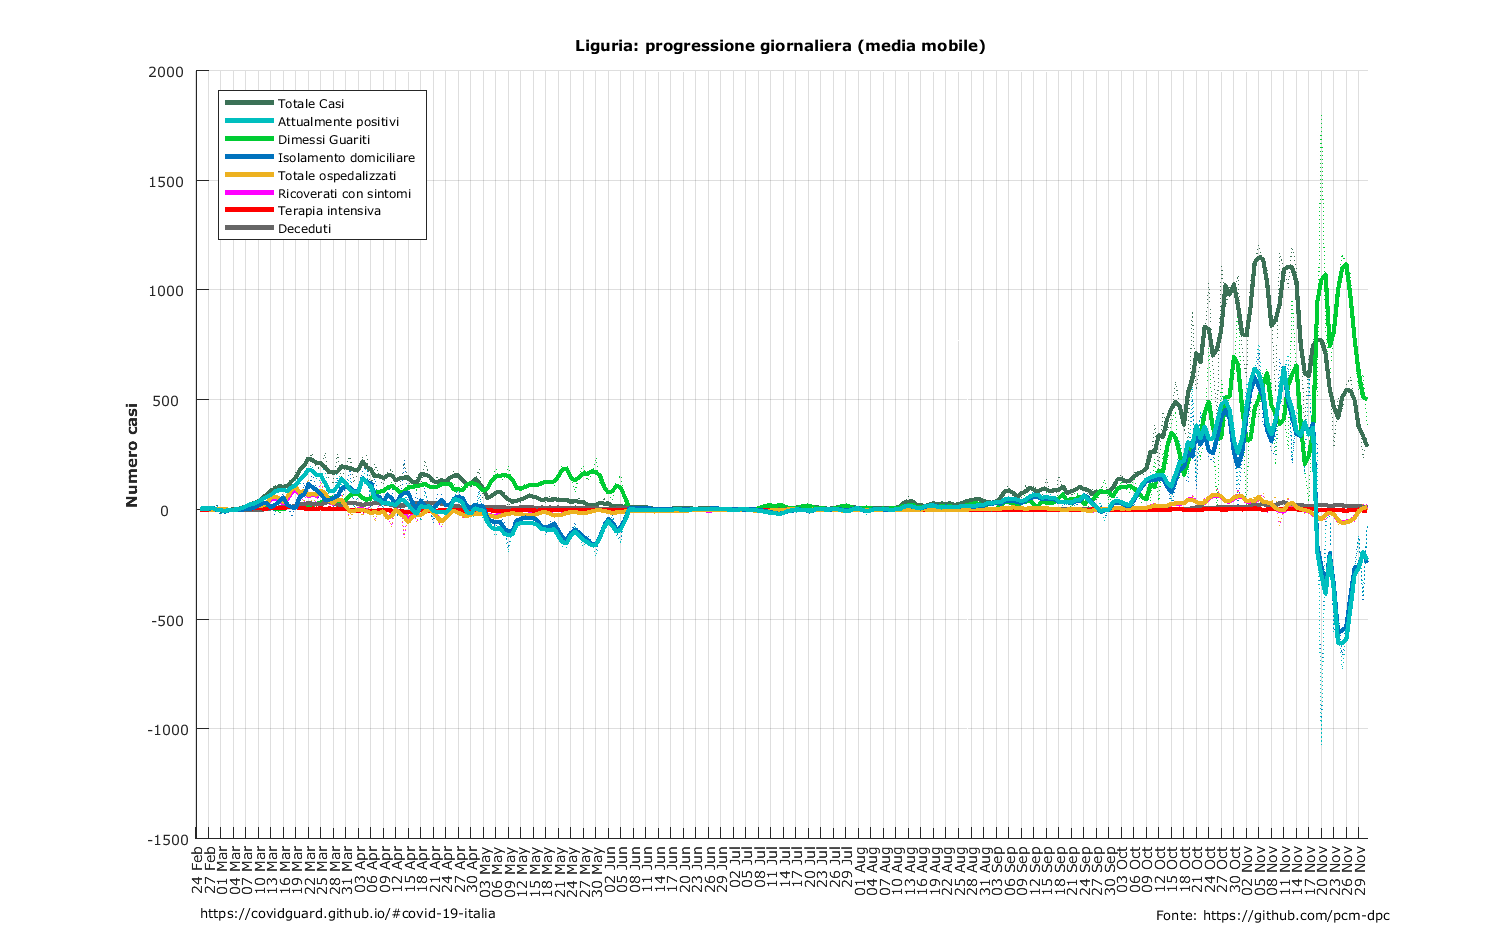 Liguria: progressione giornaliera (media mobile)
Numero casi
2000
1500
1000
500
0
-500
-1000
-1500
Totale Casi
Attualmente positivi
Dimessi Guariti
Isolamento domiciliare
Totale ospedalizzati
Ricoverati con sintomi
Terapia intensiva
Deceduti
24 Feb
27 Feb
01 Mar
04 Mar
07 Mar
10 Mar
13 Mar
16 Mar
19 Mar
22 Mar
25 Mar
28 Mar
31 Mar
03 Apr
06 Apr
09 Apr
12 Apr
15 Apr
18 Apr
21 Apr
24 Apr
27 Apr
30 Apr
03 May
06 May
09 May
12 May
15 May
18 May
21 May
24 May
27 May
30 May
02 Jun
05 Jun
08 Jun
11 Jun
14 Jun
17 Jun
20 Jun
23 Jun
26 Jun
29 Jun
02 Jul
05 Jul
08 Jul
11 Jul
14 Jul
17 Jul
20 Jul
23 Jul
26 Jul
29 Jul
01 Aug
04 Aug
07 Aug
10 Aug
13 Aug
16 Aug
19 Aug
22 Aug
25 Aug
28 Aug
31 Aug
03 Sep
06 Sep
09 Sep
12 Sep
15 Sep
18 Sep
21 Sep
24 Sep
27 Sep
30 Sep
03 Oct
06 Oct
09 Oct
12 Oct
15 Oct
18 Oct
21 Oct
24 Oct
27 Oct
30 Oct
02 Nov
05 Nov
08 Nov
11 Nov
14 Nov
17 Nov
20 Nov
23 Nov
26 Nov
29 Nov
https://covidguard.github.io/#covid-19-italia
Fonte: https://github.com/pcm-dpc